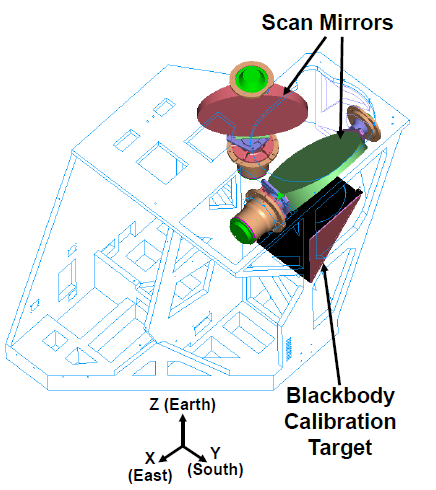 Scan Mirrors
Blackbody
Calibration
Target
Z (Earth)
X
(East)
Y
(South)